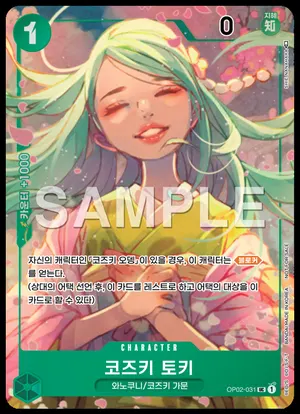 1
0
지혜
知
카운터 +1000
SAMPLE
자신의 캐릭터인 「코즈키 오뎅」이 있을 경우, 이 캐릭터는 블로커
를 얻는다.
(상대의 어택 선언 후, 이 카드를 레스트로 하고 어택의 대상을 이
카드로 할 수 있다)
CHARACTER
코즈키 토키
와노쿠니/코즈키 가문
OP02-031
1